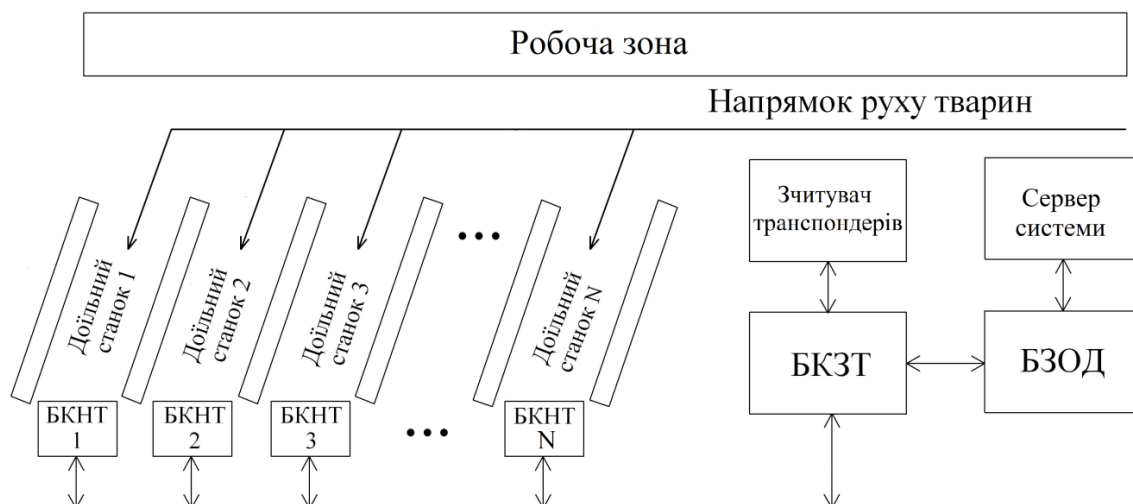 Робоча зона
Напрямок руху тварин
Зчитувач
транспондерів
Сервер
системи
Доїльний
станок 1
Доїльний
станок 2
Доїльний
станок 3
Доїльний
станок N
БКЗТ
БЗОД
БКНТ
1
БКНТ
2
БКНТ
3
БКНТ
N